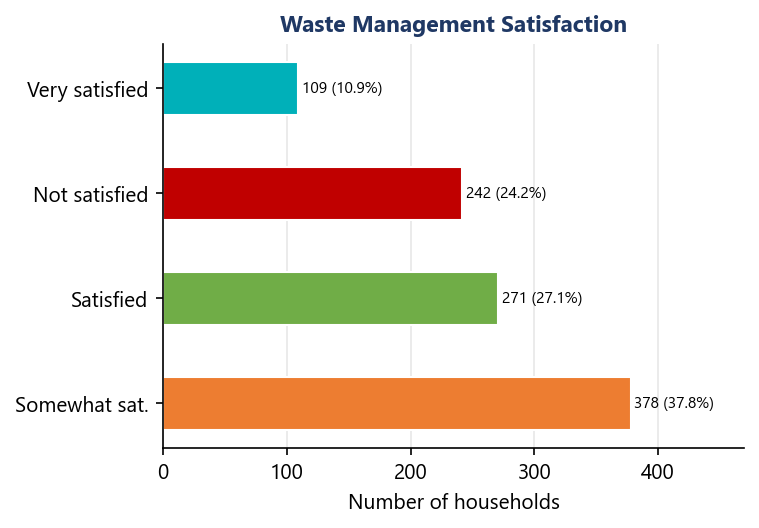 Waste Management Satisfaction
Very satisfied
109 (10.9%)
Not satisfied
242 (24.2%)
Satisfied
271 (27.1%)
Somewhat sat.
378 (37.8%)
0 100 200 300 400
Number of households